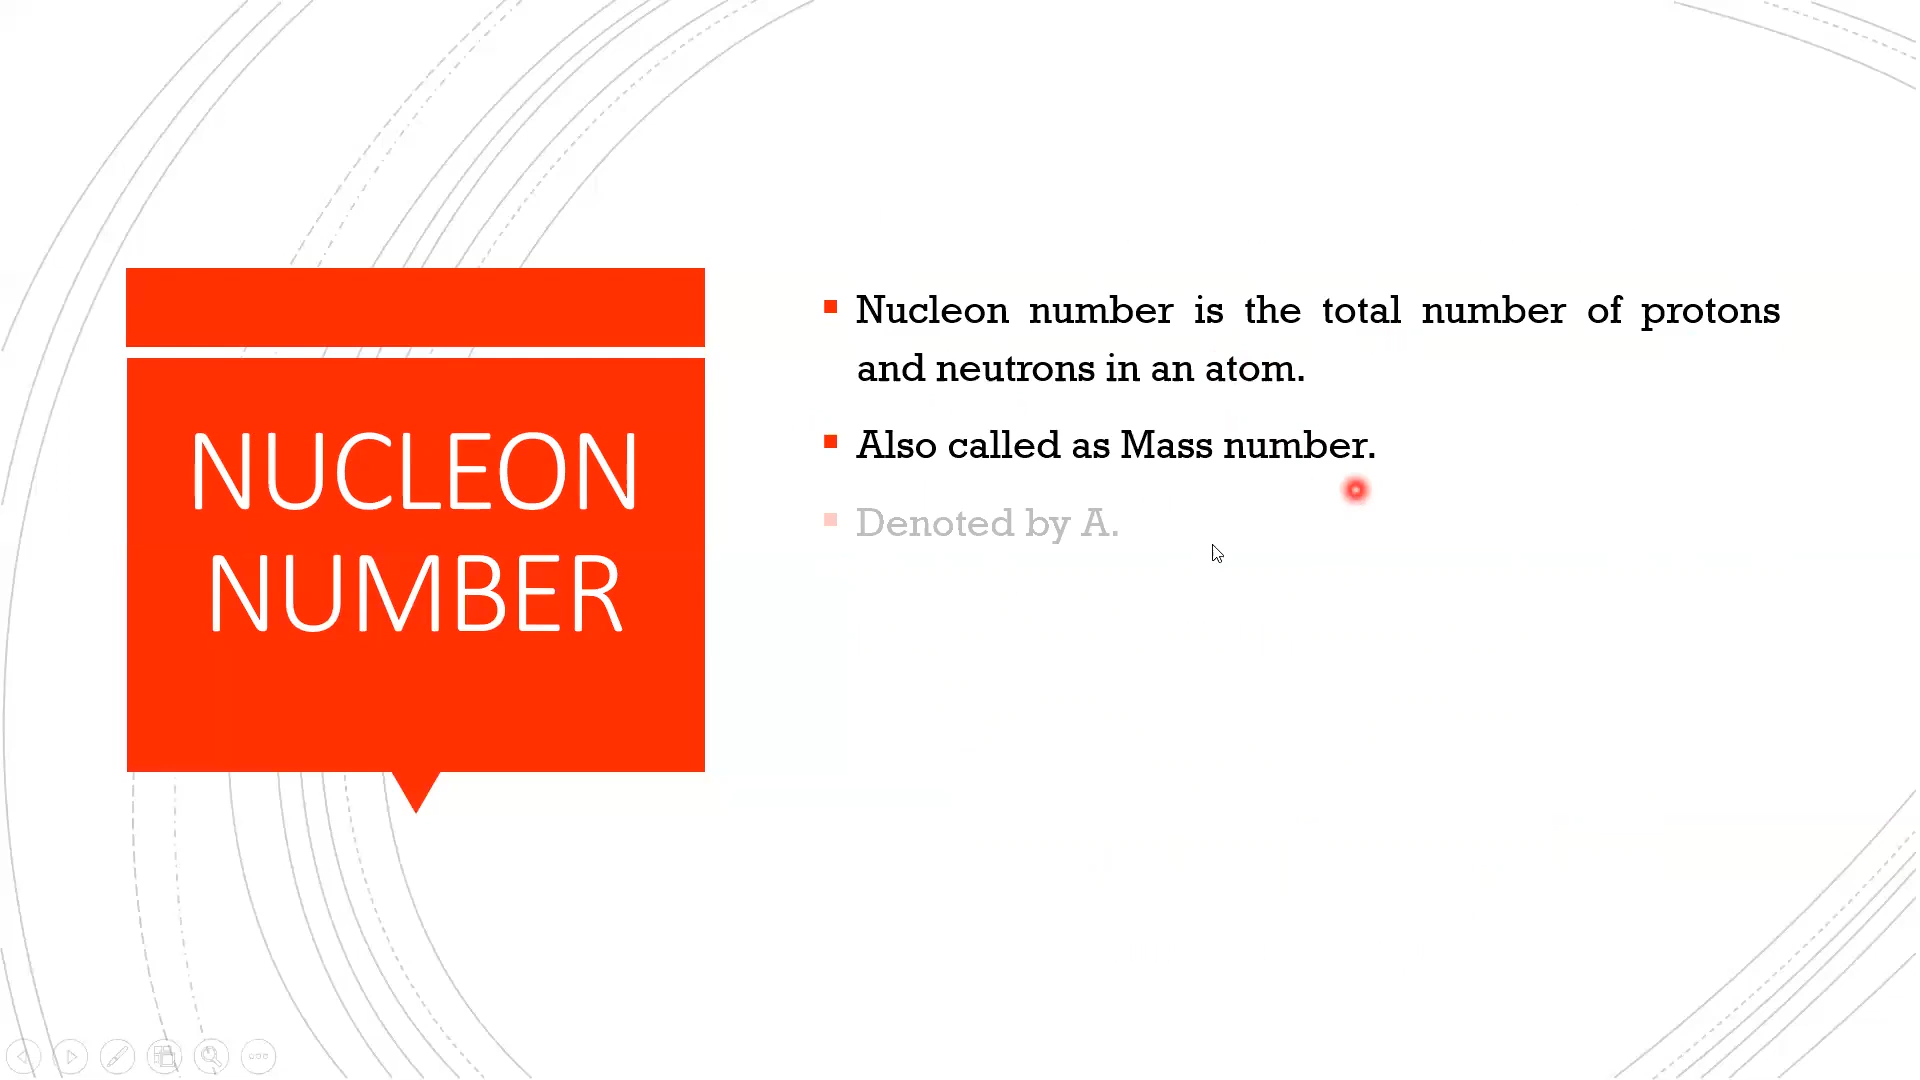 NUCLEON
NUMBER
Nucleon number is the total number of protons
and neutrons in an atom.
Also called as Mass number.
Denoted by A.